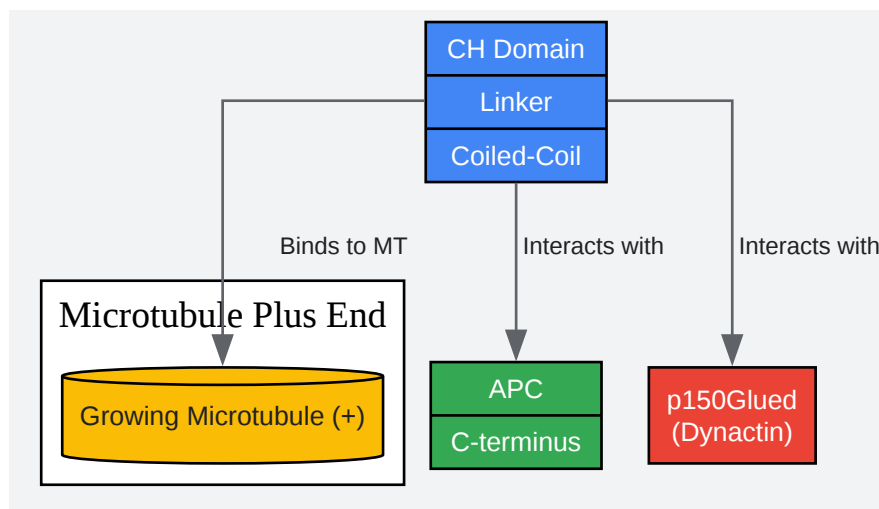 CH Domain
Linker
Coiled-Coil
Binds to MT
Interacts with
Interacts with
Microtubule Plus End
Growing Microtubule (+)
APC
C-terminus
p150Glued
(Dynactin)